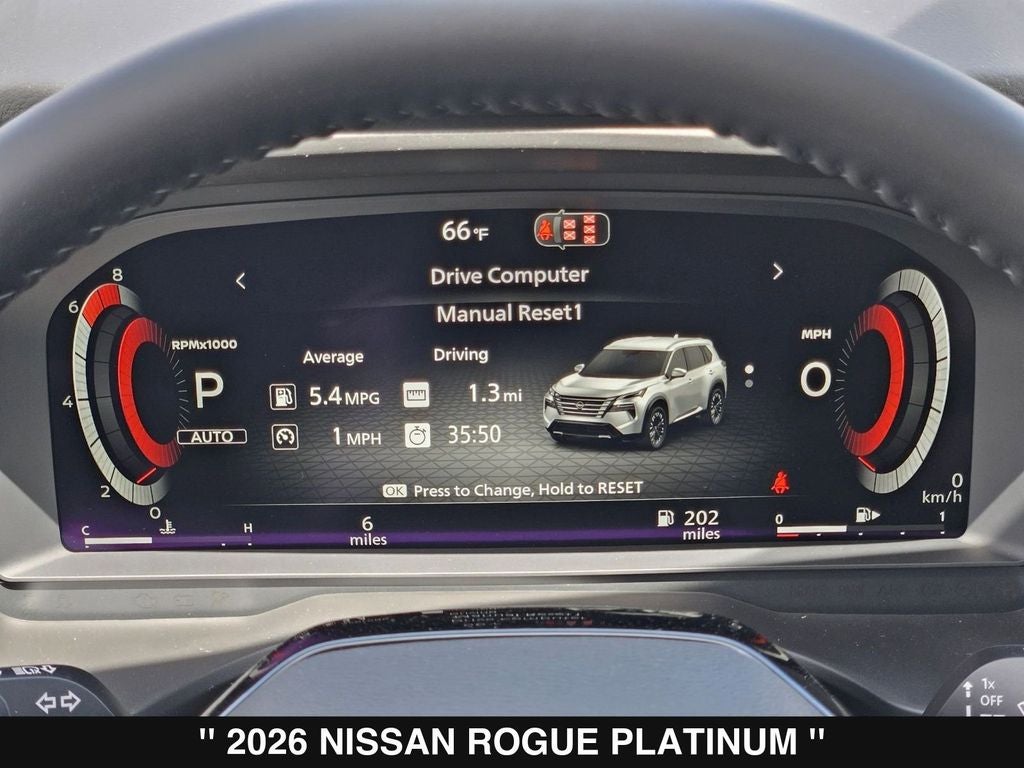 66°F
Drive Computer
Manual Reset1
8
6
4
2
0
RPMx1000
P
AUTO
Average
Driving
5.4 MPG
1.3 mi
1 MPH
35:50
MPH
0
0
km/h
OK Press to Change, Hold to RESET
C
H
6
miles
202
miles
0
1
1x
OFF
" 2026 NISSAN ROGUE PLATINUM "